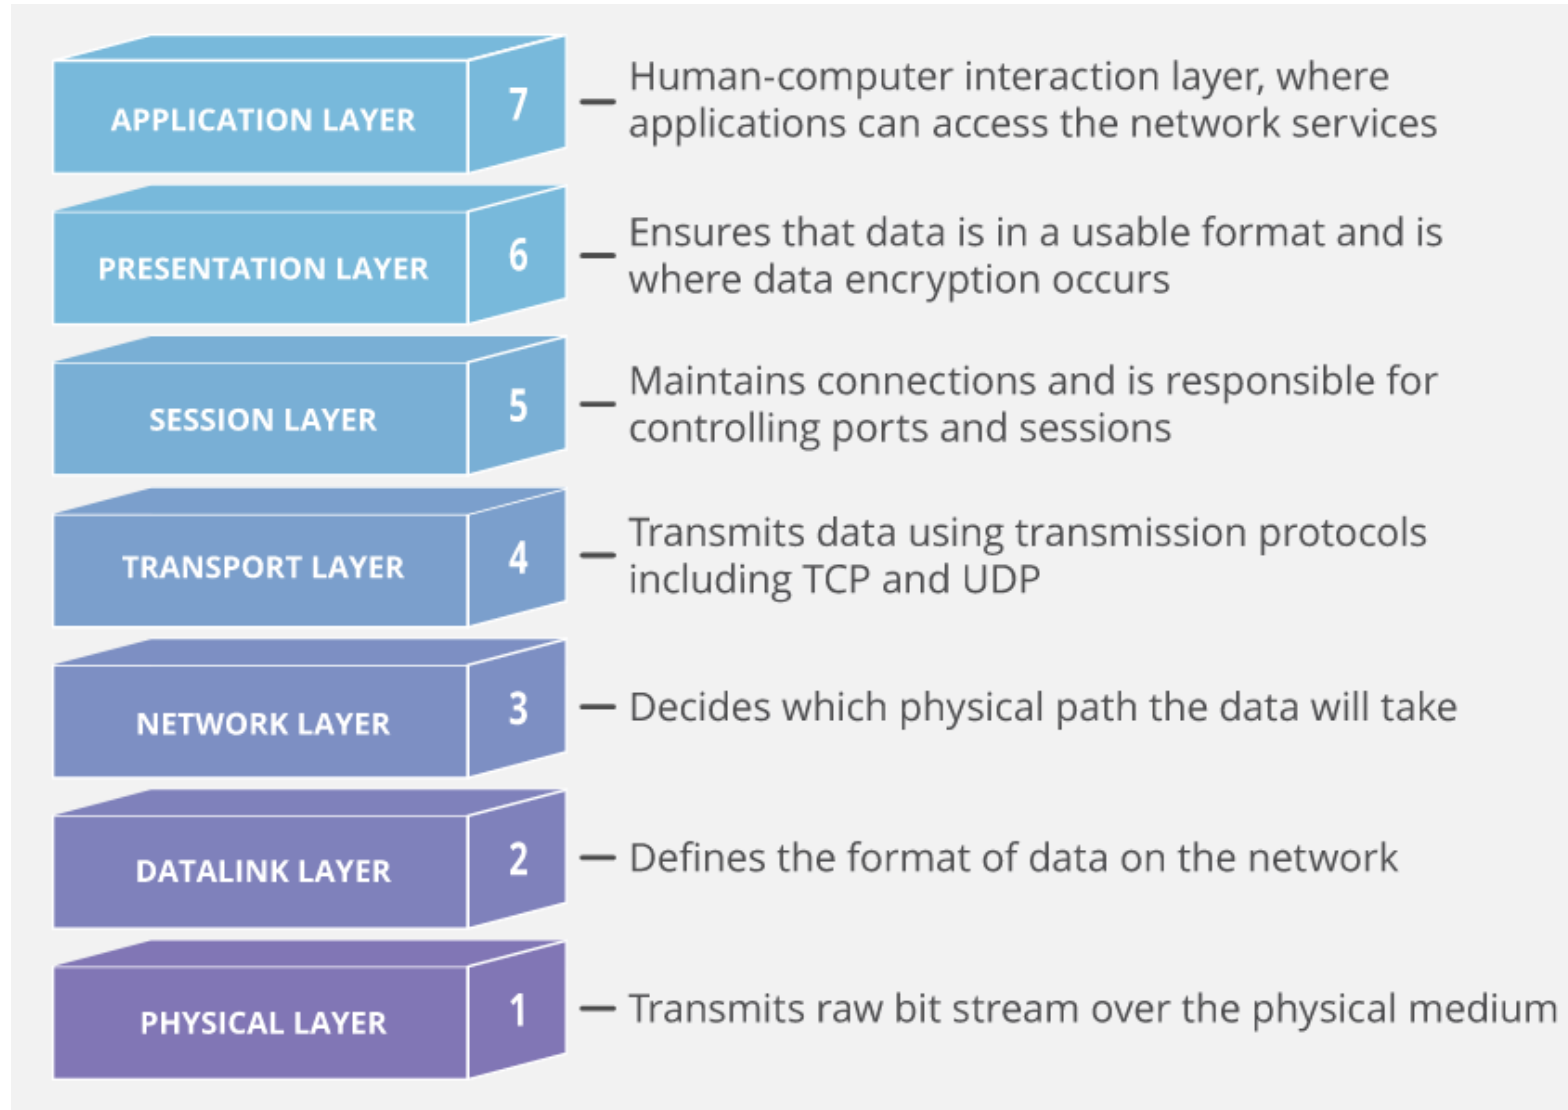 APPLICATION LAYER
7
Human-computer interaction layer, where
applications can access the network services
PRESENTATION LAYER
6
Ensures that data is in a usable format and is
where data encryption occurs
SESSION LAYER
5
Maintains connections and is responsible for
controlling ports and sessions
TRANSPORT LAYER
4
Transmits data using transmission protocols
including TCP and UDP
NETWORK LAYER
3
Decides which physical path the data will take
DATALINK LAYER
2
Defines the format of data on the network
PHYSICAL LAYER
1
Transmits raw bit stream over the physical medium